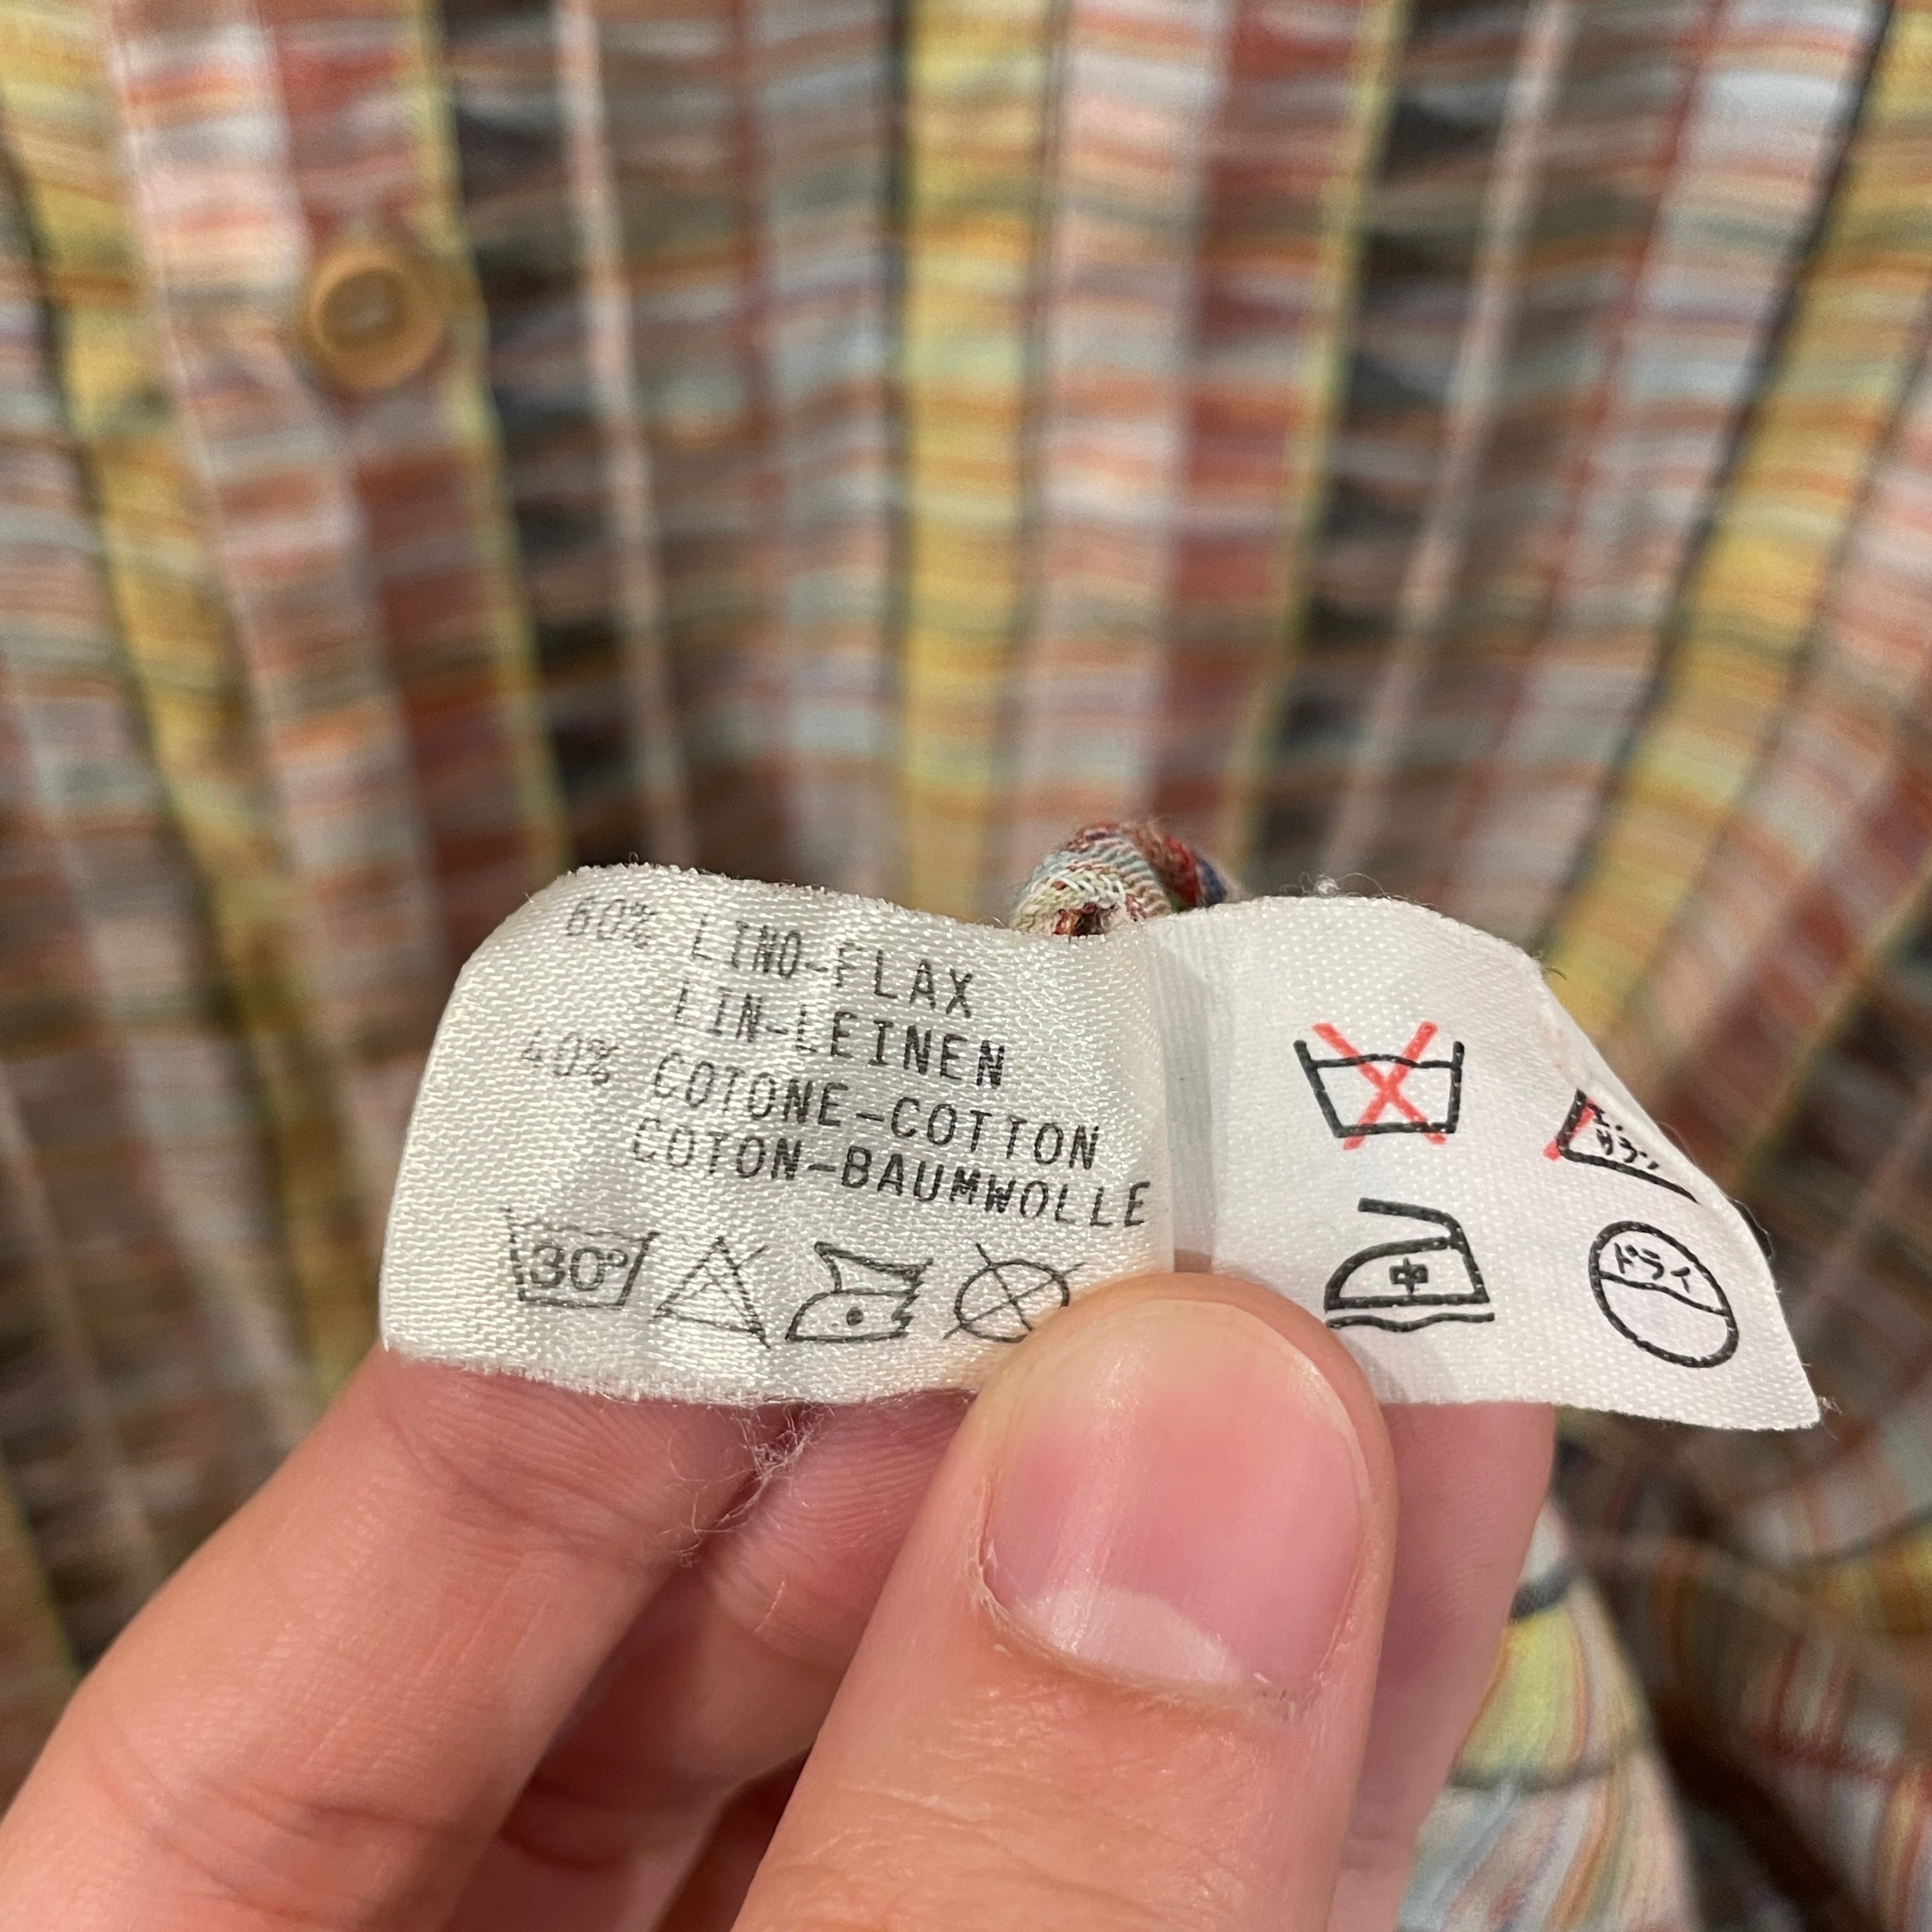 60% LINO-FLAX
LIN-LEINEN
40% COTONE-COTTON
COTON-BAUMWOLLE
30°
中
ドライ